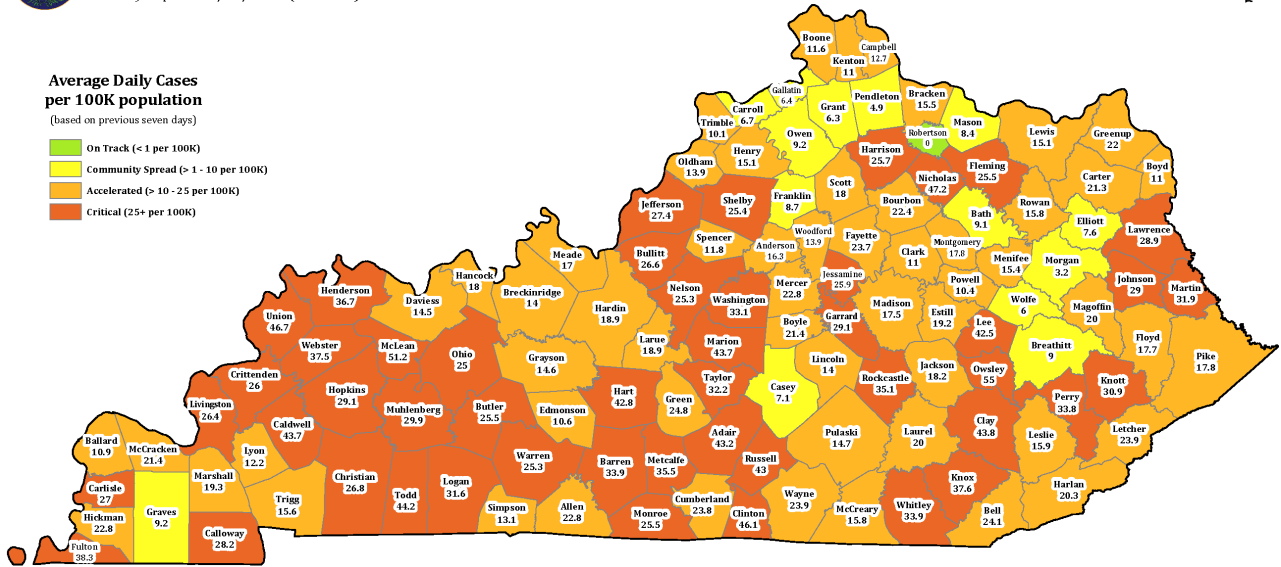 Average Daily Cases
per 100K population
(based on previous seven days)
On Track (< 1 per 100K)
Community Spread (> 1 - 10 per 100K)
Accelerated (> 10 - 25 per 100K)
Critical (25+ per 100K)
Boone
11.6
Kenton
11
Campbell
12.7
Gallatin
6.4
Carroll
6.7
Grant
6.3
Pendleton
4.9
Bracken
15.5
Mason
8.4
Robertson
0
Trimble
10.1
Owen
9.2
Lewis
15.1
Greenup
22
Henry
15.1
Oldham
13.9
Harrison
25.7
Fleming
25.5
Boyd
11
Carter
21.3
Nicholas
47.2
Scott
18
Franklin
8.7
Shelby
25.4
Jefferson
27.4
Bourbon
22.4
Rowan
15.8
Bath
9.1
Elliott
7.6
Lawrence
28.9
Spencer
11.8
Anderson
16.3
Woodford
13.9
Fayette
23.7
Montgomery
17.8
Clark
11
Menifee
15.4
Morgan
3.2
Bullitt
26.6
Meade
17
Hancock
18
Breckinridge
14
Daviess
14.5
Henderson
36.7
Union
46.7
Nelson
25.3
Washington
33.1
Mercer
22.8
Jessamine
25.9
Powell
10.4
Johnson
29
Martin
31.9
Hardin
18.9
Madison
17.5
Estill
19.2
Wolfe
6
Magoffin
20
Boyle
21.4
Garrard
29.1
Lee
42.5
Breathitt
9
Floyd
17.7
Pike
17.8
Webster
37.5
McLean
51.2
Ohio
25
Grayson
14.6
Larue
18.9
Marion
43.7
Lincoln
14
Jackson
18.2
Owsley
55
Crittenden
26
Livingston
26.4
Hopkins
29.1
Muhlenberg
29.9
Butler
25.5
Edmonson
10.6
Hart
42.8
Green
24.8
Taylor
32.2
Casey
7.1
Rockcastle
35.1
Perry
33.8
Knott
30.9
Caldwell
43.7
Ballard
10.9
McCracken
21.4
Lyon
12.2
Marshall
19.3
Adair
43.2
Pulaski
14.7
Laurel
20
Clay
43.8
Leslie
15.9
Letcher
23.9
Warren
25.3
Barren
33.9
Metcalfe
35.5
Russell
43
Carlisle
27
Graves
9.2
Trigg
15.6
Christian
26.8
Todd
44.2
Logan
31.6
Simpson
13.1
Allen
22.8
Monroe
25.5
Cumberland
23.8
Clinton
46.1
Wayne
23.9
McCreary
15.8
Whitley
33.9
Knox
37.6
Bell
24.1
Harlan
20.3
Hickman
22.8
Fulton
38.3
Calloway
28.2